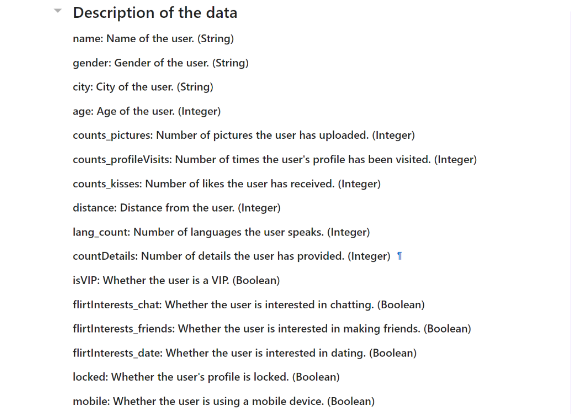 Description of the data
name: Name of the user. (String)
gender: Gender of the user. (String)
city: City of the user. (String)
age: Age of the user. (Integer)
counts_pictures: Number of pictures the user has uploaded. (Integer)
counts_profileVisits: Number of times the user's profile has been visited. (Integer)
counts_kisses: Number of likes the user has received. (Integer)
distance: Distance from the user. (Integer)
lang_count: Number of languages the user speaks. (Integer)
countDetails: Number of details the user has provided. (Integer) ¶
isVIP: Whether the user is a VIP. (Boolean)
flirtInterests_chat: Whether the user is interested in chatting. (Boolean)
flirtInterests_friends: Whether the user is interested in making friends. (Boolean)
flirtInterests_date: Whether the user is interested in dating. (Boolean)
locked: Whether the user's profile is locked. (Boolean)
mobile: Whether the user is using a mobile device. (Boolean)